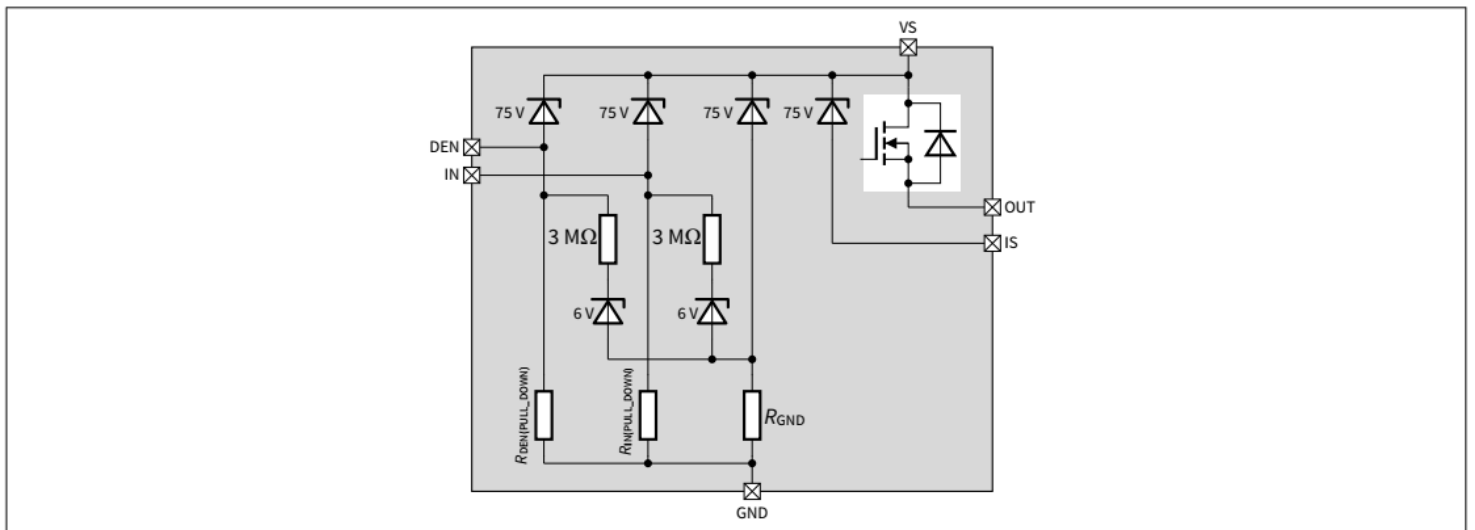 VS
75 V
75 V
75 V
75 V
DEN
IN
OUT
3 MΩ
3 MΩ
IS
6 V
6 V
RDEN(PULL_DOWN)
RIN(PULL_DOWN)
RGND
GND